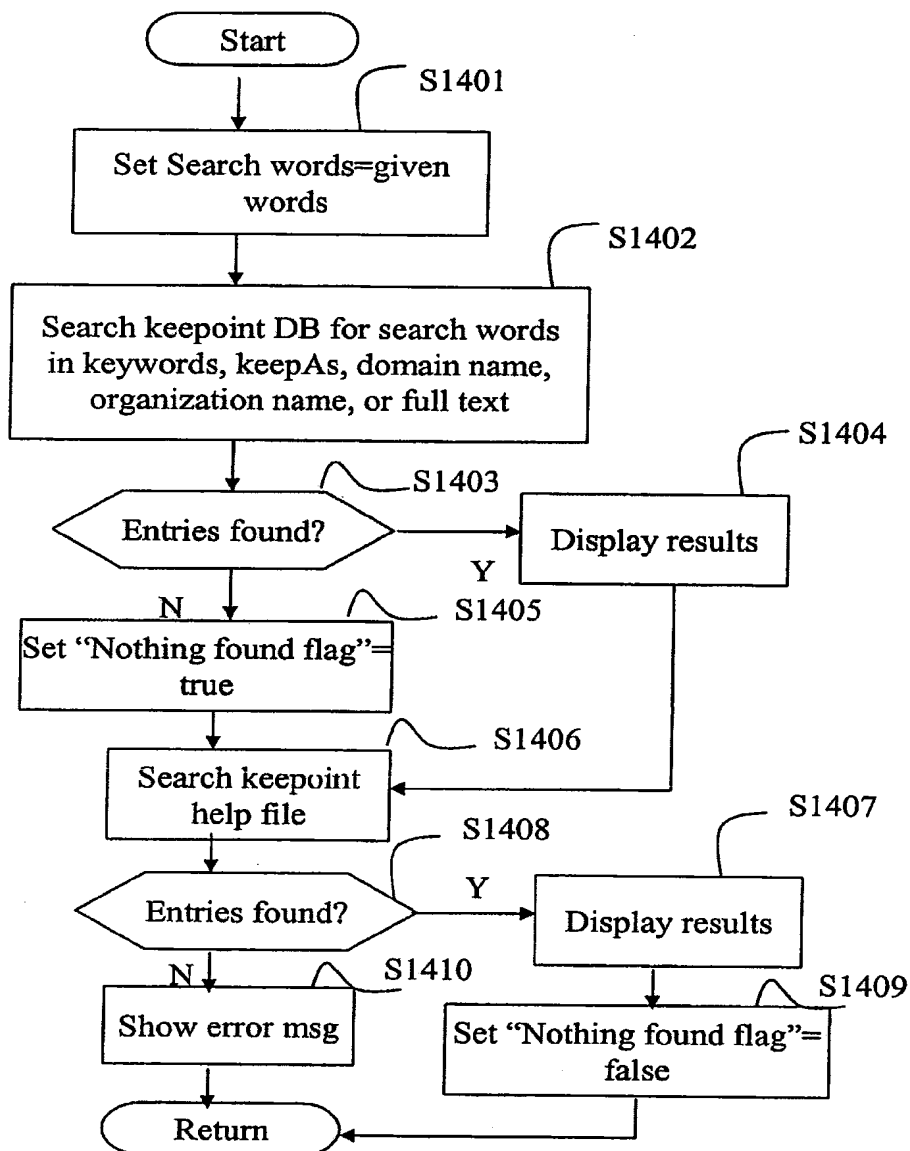 Start
S1401
Set Search words=given
words
S1402
Search keepoint DB for search words
in keywords, keepAs, domain name,
organization name, or full text
S1404
S1403
Entries found?
Display results
Y
N
S1405
Set “Nothing found flag”=
true
S1406
Search keepoint
help file
S1407
S1408
Y
Entries found?
Display results
N
S1410
S1409
Show error msg
Set “Nothing found flag”=
false
Return